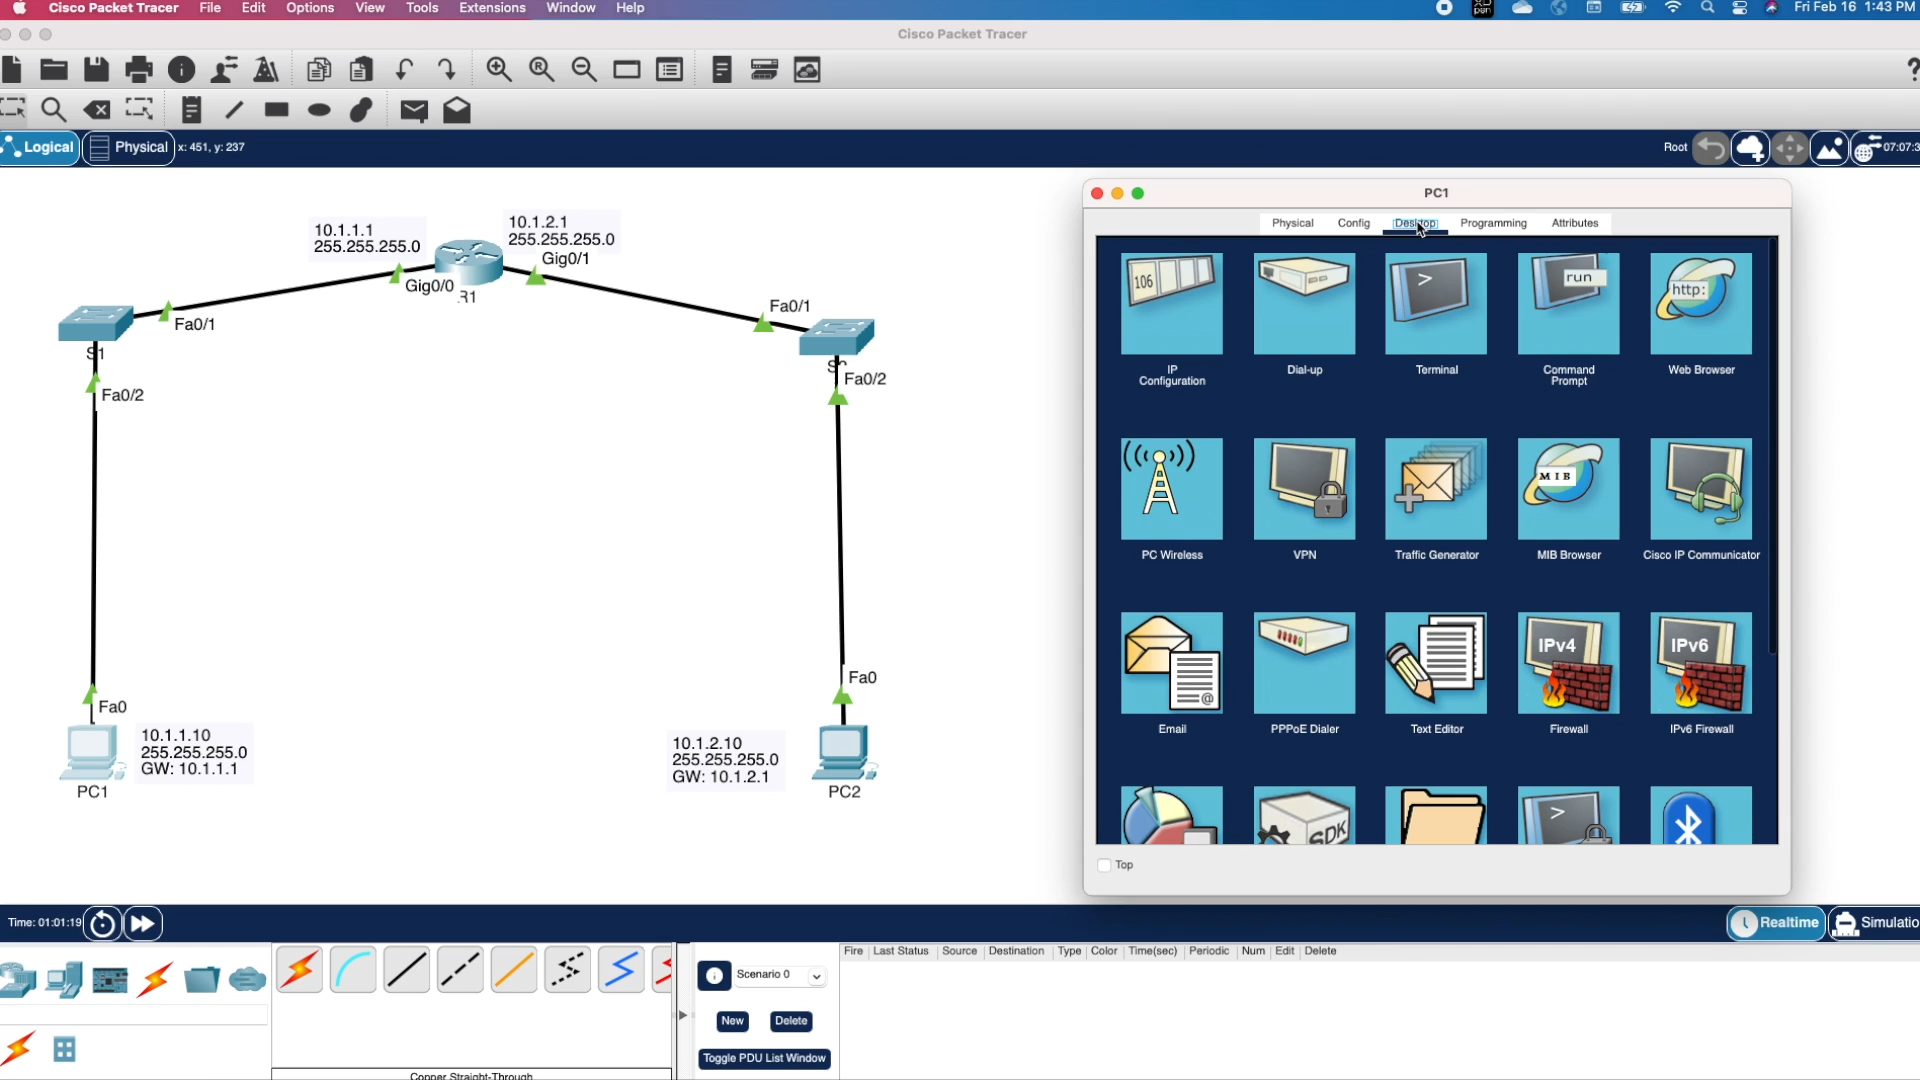 Cisco Packet Tracer File Edit Options View Tools Extensions Window Help
Fri Feb 16 1:43 PM
Cisco Packet Tracer
Logical Physical x: 451, y: 237
Root
10.1.1.1
255.255.255.0
10.1.2.1
255.255.255.0
Gig0/1
Gig0/0
Fa0/1
S1
Fa0/2
Fa0/1
Fa0/2
Fa0
PC1
10.1.1.10
255.255.255.0
GW: 10.1.1.1
10.1.2.10
255.255.255.0
GW: 10.1.2.1
Fa0
PC2
PC1
Physical Config Desktop Programming Attributes
106
>
run
http:
IP
Configuration
Dial-up
Terminal
Command
Prompt
Web Browser
MIB
PC Wireless
VPN
Traffic Generator
MIB Browser
Cisco IP Communicator
@
IPv4
IPv6
Email
PPPoE Dialer
Text Editor
Firewall
IPv6 Firewall
SDK
>
Top
Time: 01:01:19
Realtime
Simulatio
Scenario 0
New
Delete
Toggle PDU List Window
Fire Last Status Source Destination Type Color Time(sec) Periodic Num Edit Delete
Copper Straight-Through